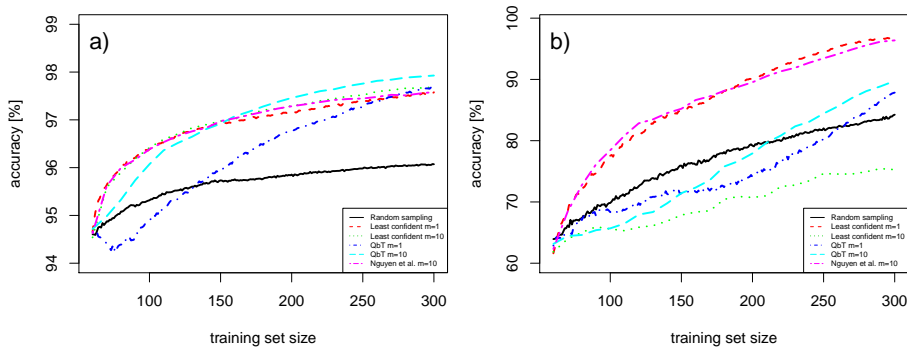 a)
accuracy [%]
98
97
96
95
94
99
100
150
200
250
300
training set size
Random sampling
Least confident m=1
Least confident m=10
QbT m=1
QbT m=10
Nguyen et al. m=10
b)
accuracy [%]
100
90
80
70
60
100
150
200
250
300
training set size
Random sampling
Least confident m=1
Least confident m=10
QbT m=1
QbT m=10
Nguyen et al. m=10